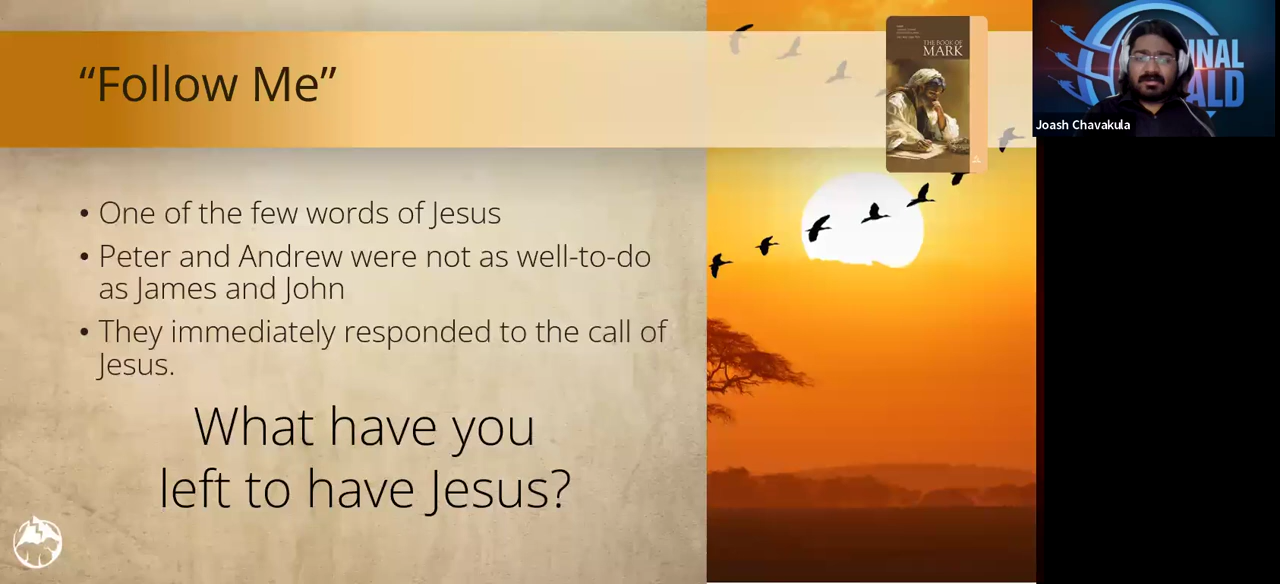 “Follow Me”
THE BOOK OF
MARK
NAL
ALD
Joash Chavakula
• One of the few words of Jesus
• Peter and Andrew were not as well-to-do
as James and John
• They immediately responded to the call of
Jesus.
What have you
left to have Jesus?